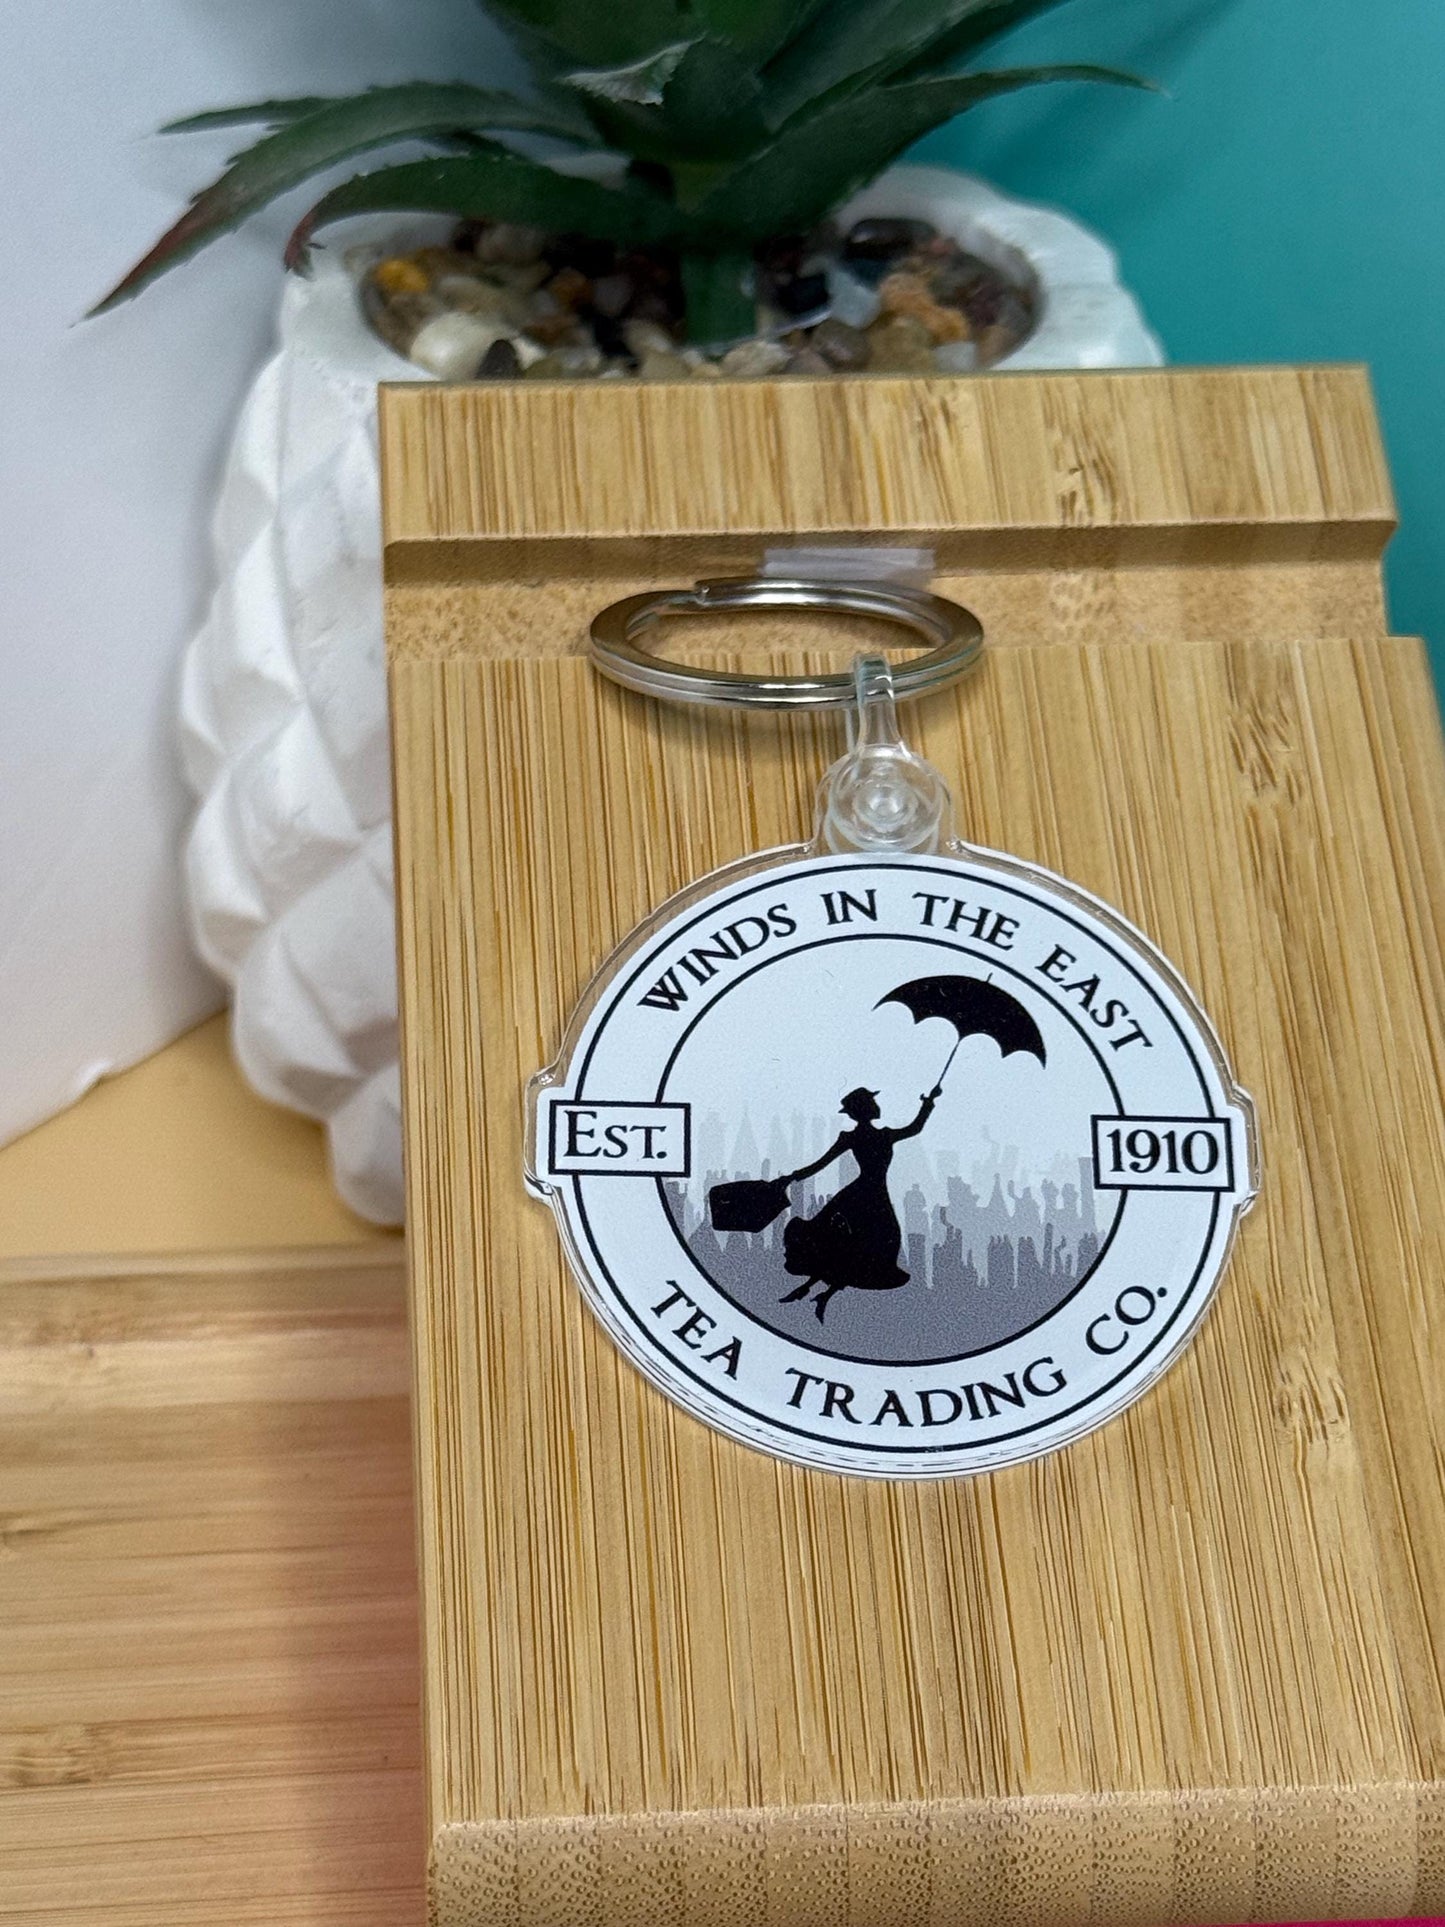 WINDS IN THE EAST
EST. 1910
TEA TRADING CO.